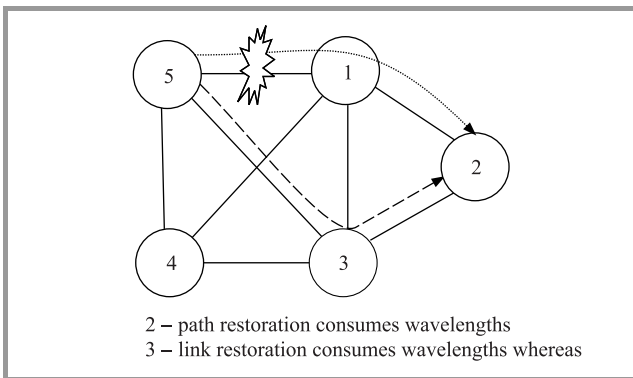 5
1
2
4
3
2 – path restoration consumes wavelengths
3 – link restoration consumes wavelengths whereas